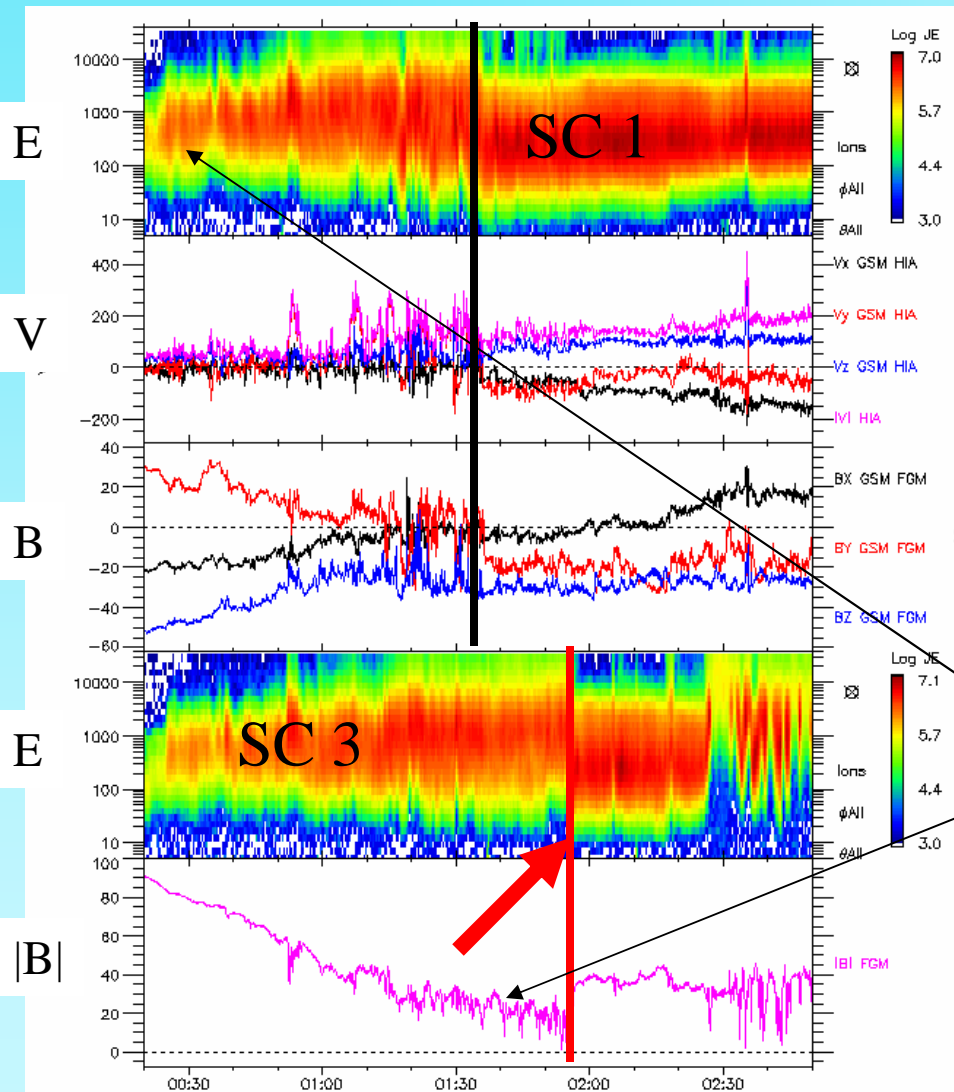 Log JE
E
10000
1000
100
10
SC 1
Ions
φAll
θAll
7.0
5.7
4.4
3.0
V
400
200
0
−200
Vx GSM HIA
Vy GSM HIA
Vz GSM HIA
|V| HIA
B
40
20
0
−20
−40
−60
BX GSM FGM
BY GSM FGM
BZ GSM FGM
Log JE
E
10000
1000
100
10
SC 3
Ions
φAll
θAll
7.1
5.7
4.4
3.0
|B|
100
80
60
40
20
0
|B| FGM
00:30 01:00 01:30 02:00 02:30